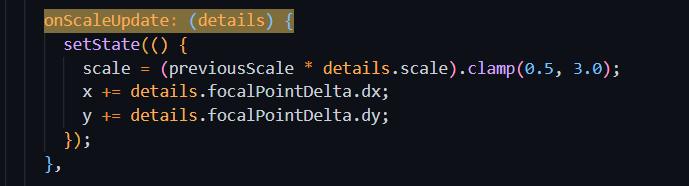 onScaleUpdate: (details) {
setState(() {
scale = (previousScale * details.scale).clamp(0.5, 3.0);
x += details.focalPointDelta.dx;
y += details.focalPointDelta.dy;
});
},